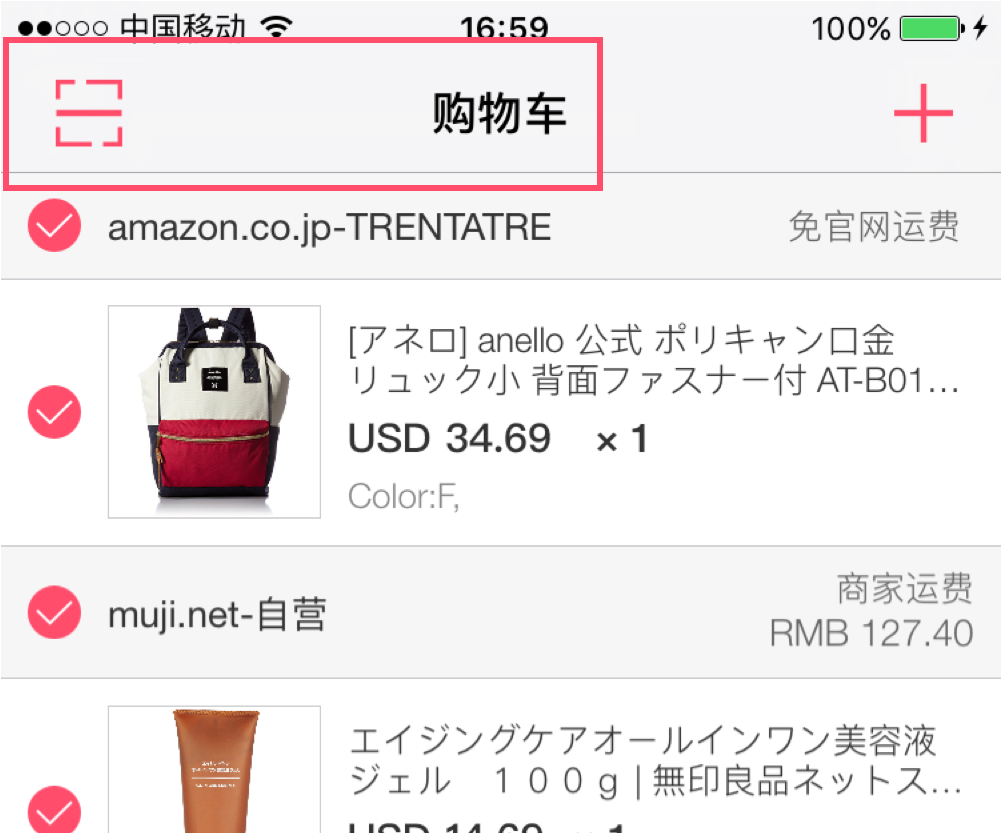 中国移动 16:59 100%
购物车
amazon.co.jp-TRENTATRE 免官网运费
[アネロ] anello 公式 ポリキャン口金
リュック小 背面ファスナー付 AT-B01...
USD 34.69 × 1
Color:F,
商家运费
muji.net-自营
RMB 127.40
エイジングケアオールインワン美容液
ジェル　１００ｇ | 無印良品ネットス...
USD 14.69 × 1